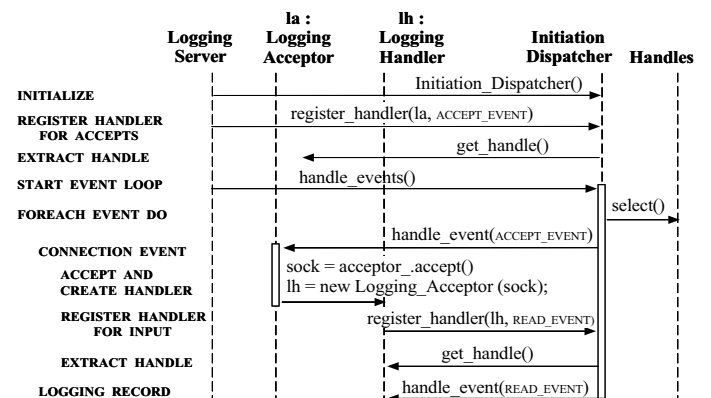 la :
lh :
Logging
Server
Logging
Acceptor
Logging
Handler
Initiation
Dispatcher
Handles
INITIALIZE
Initiation_Dispatcher()
REGISTER HANDLER
FOR ACCEPTS
register_handler(la, ACCEPT_EVENT)
EXTRACT HANDLE
get_handle()
START EVENT LOOP
handle_events()
FOREACH EVENT DO
select()
CONNECTION EVENT
handle_event(ACCEPT_EVENT)
ACCEPT AND
CREATE HANDLER
sock = acceptor_.accept()
lh = new Logging_Acceptor (sock);
REGISTER HANDLER
FOR INPUT
register_handler(lh, READ_EVENT)
EXTRACT HANDLE
get_handle()
LOGGING RECORD
handle_event(READ_EVENT)